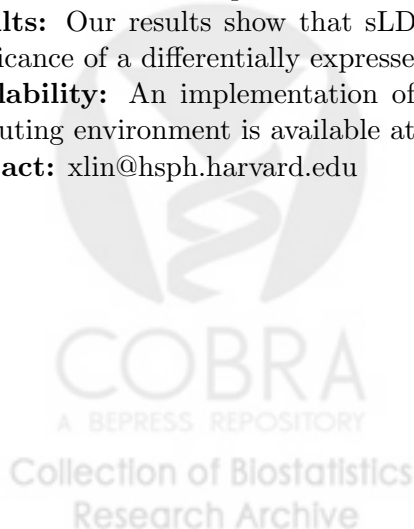 lts: Our results show that sLD
icance of a differentially expresse
lability: An implementation of
uting environment is available at
act: xlin@hsph.harvard.edu
COBRA
A BEPRESS REPOSITORY
Collection of Biostatistics
Research Archive